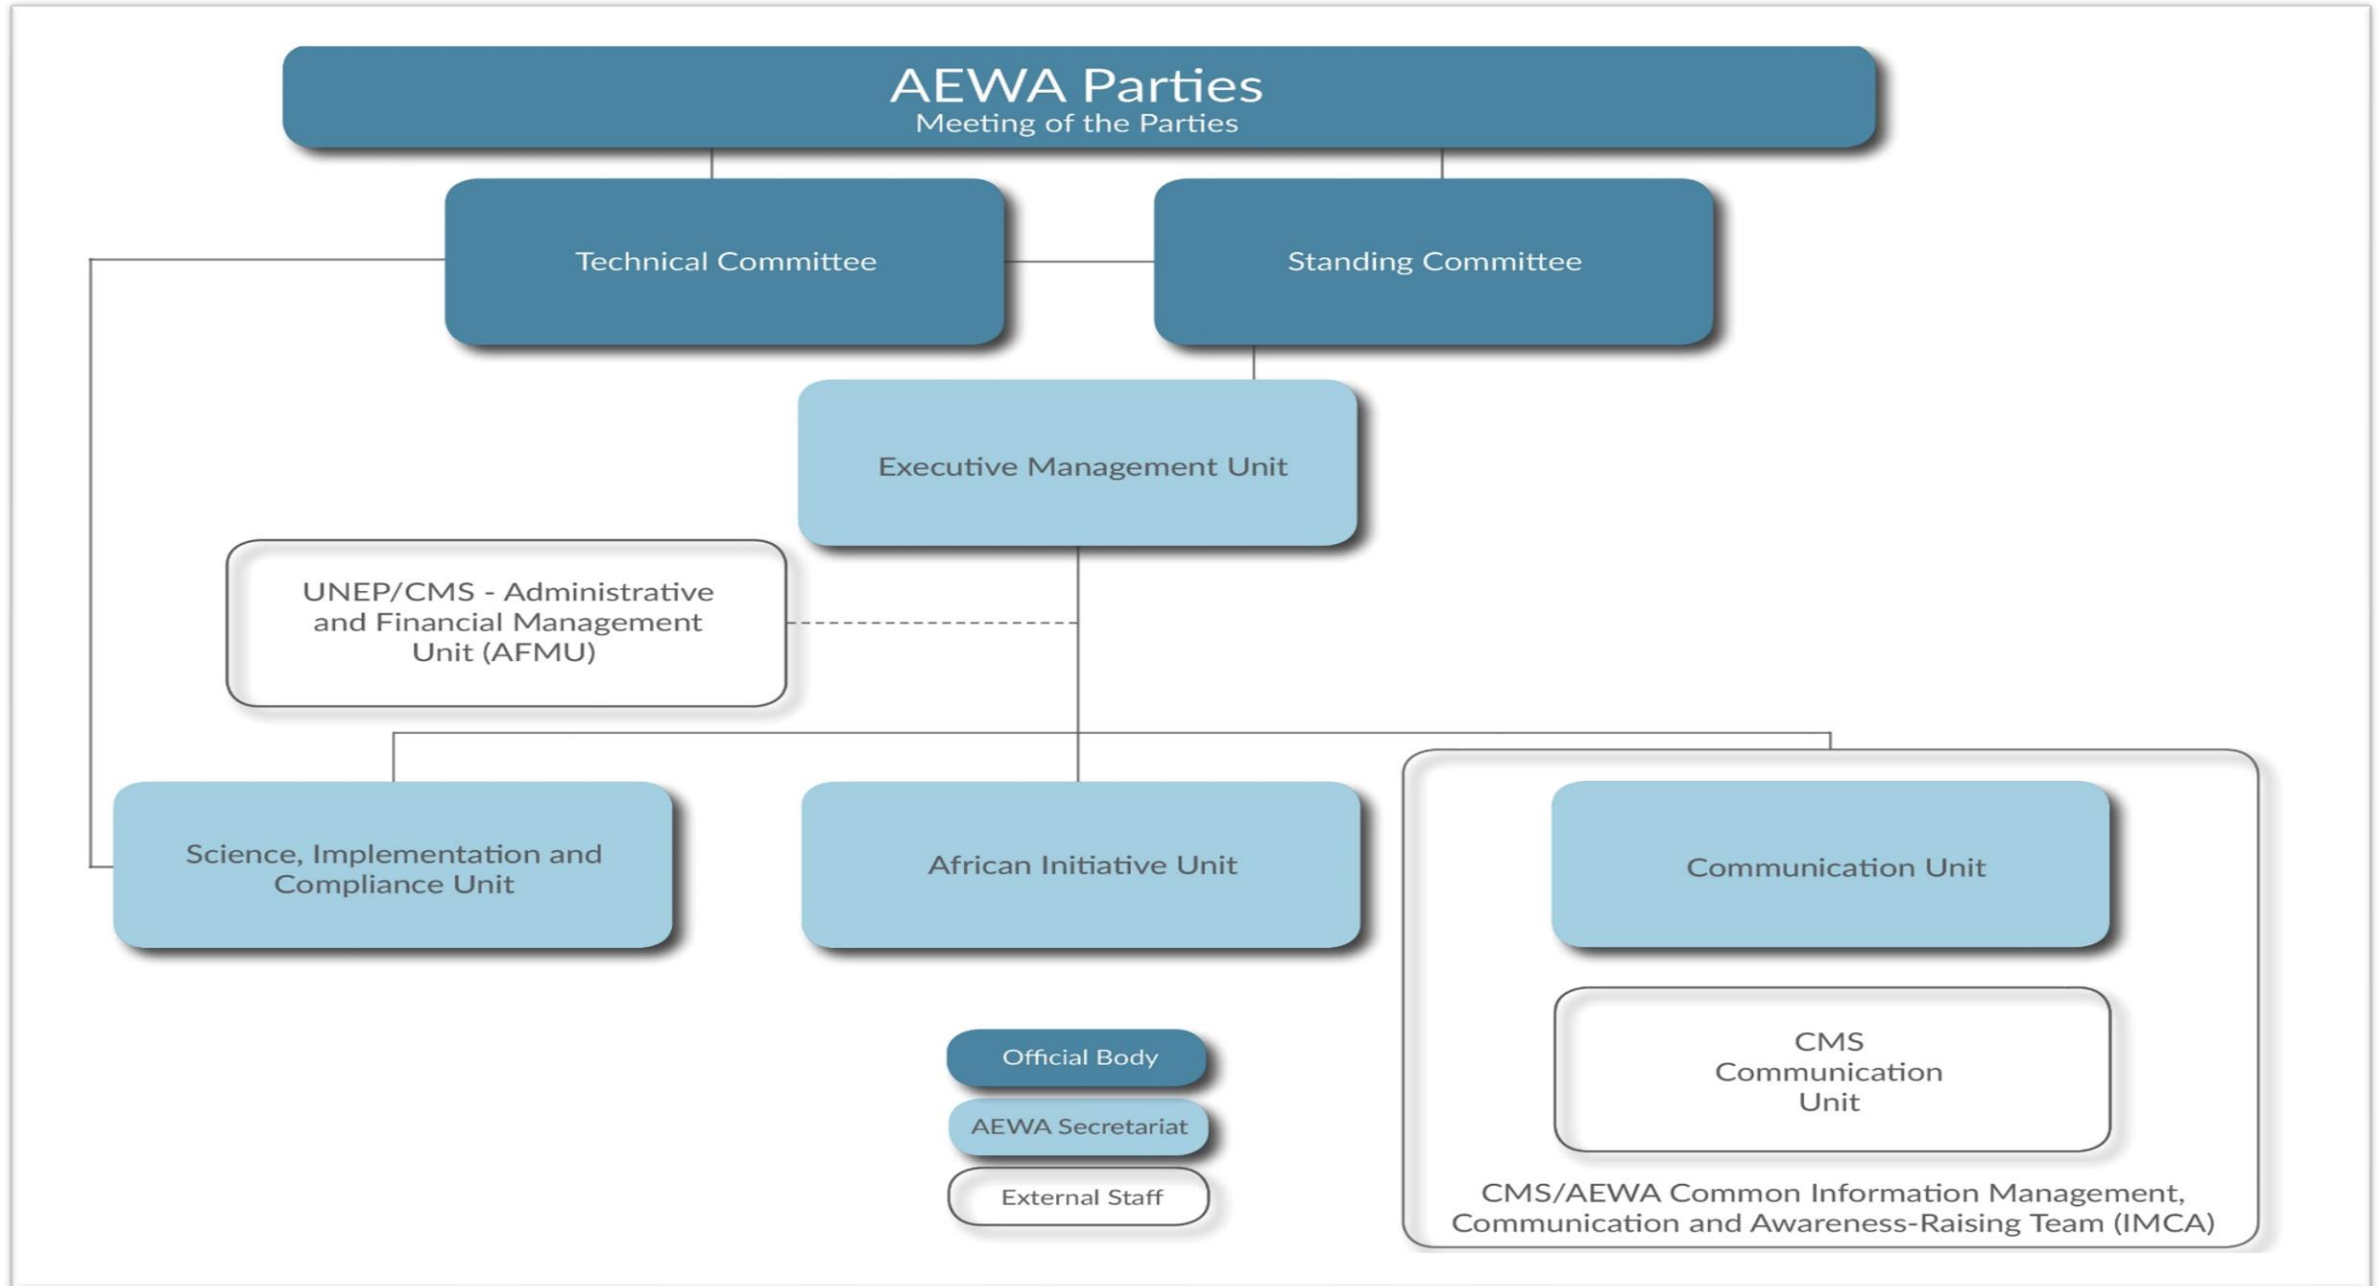 AEWA Parties
Meeting of the Parties
Technical Committee
Standing Committee
Executive Management Unit
UNEP/CMS - Administrative
and Financial Management
Unit (AFMU)
Science, Implementation and
Compliance Unit
African Initiative Unit
Communication Unit
CMS
Communication
Unit
CMS/AEWA Common Information Management,
Communication and Awareness-Raising Team (IMCA)
Official Body
AEWA Secretariat
External Staff